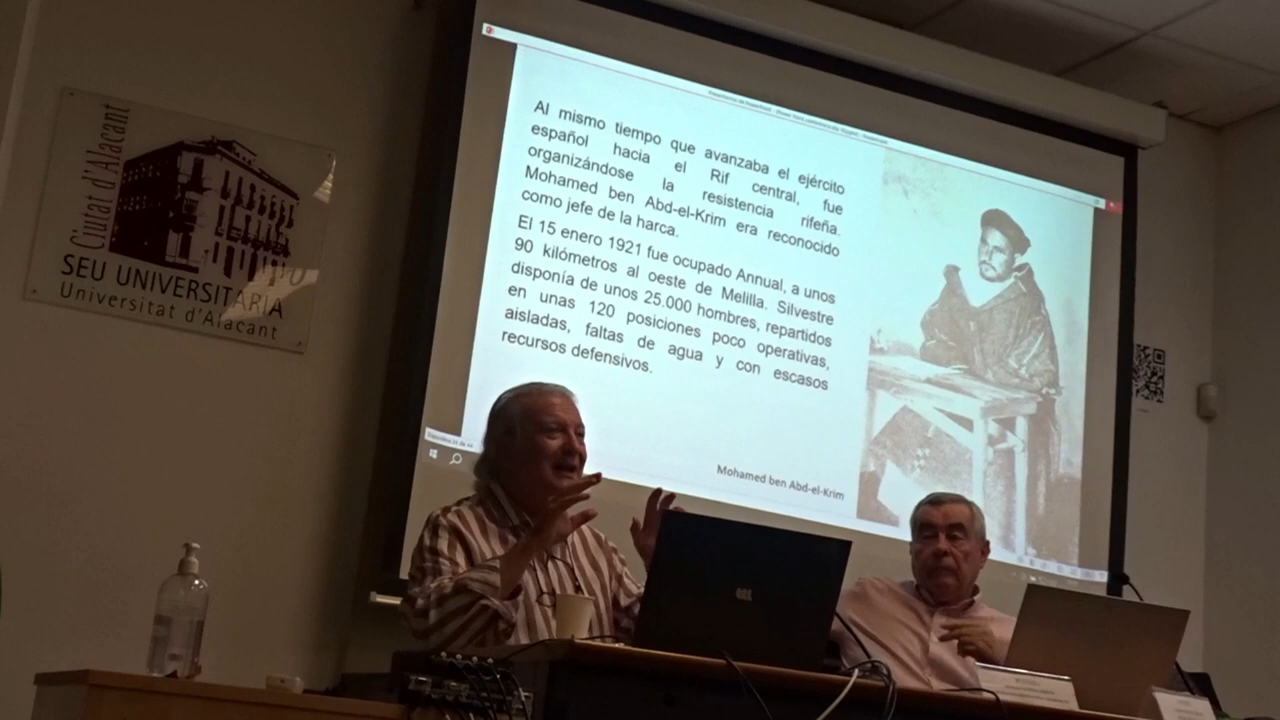 Ciutat d'Alacant
SEU UNIVERSITARIA
Universitat d'Alacant
Al mismo tiempo que avanzaba el ejército
español hacia el Rif central, fue
organizándose la resistencia rifeña.
Mohamed ben Abd-el-Krim era reconocido
como jefe de la harca.
El 15 enero 1921 fue ocupado Annual, a unos
90 kilómetros al oeste de Melilla. Silvestre
disponía de unos 25.000 hombres, repartidos
en unas 120 posiciones poco operativas,
aisladas, faltas de agua y con escasos
recursos defensivos.
Mohamed ben Abd-el-Krim